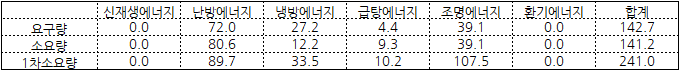 신재생에너지 난방에너지 냉방에너지 급탕에너지 조명에너지 환기에너지 합계
요구량 0.0 72.0 27.2 4.4 39.1 0.0 142.7
소요량 0.0 80.6 12.2 9.3 39.1 0.0 141.2
1차소요량 0.0 89.7 33.5 10.2 107.5 0.0 241.0